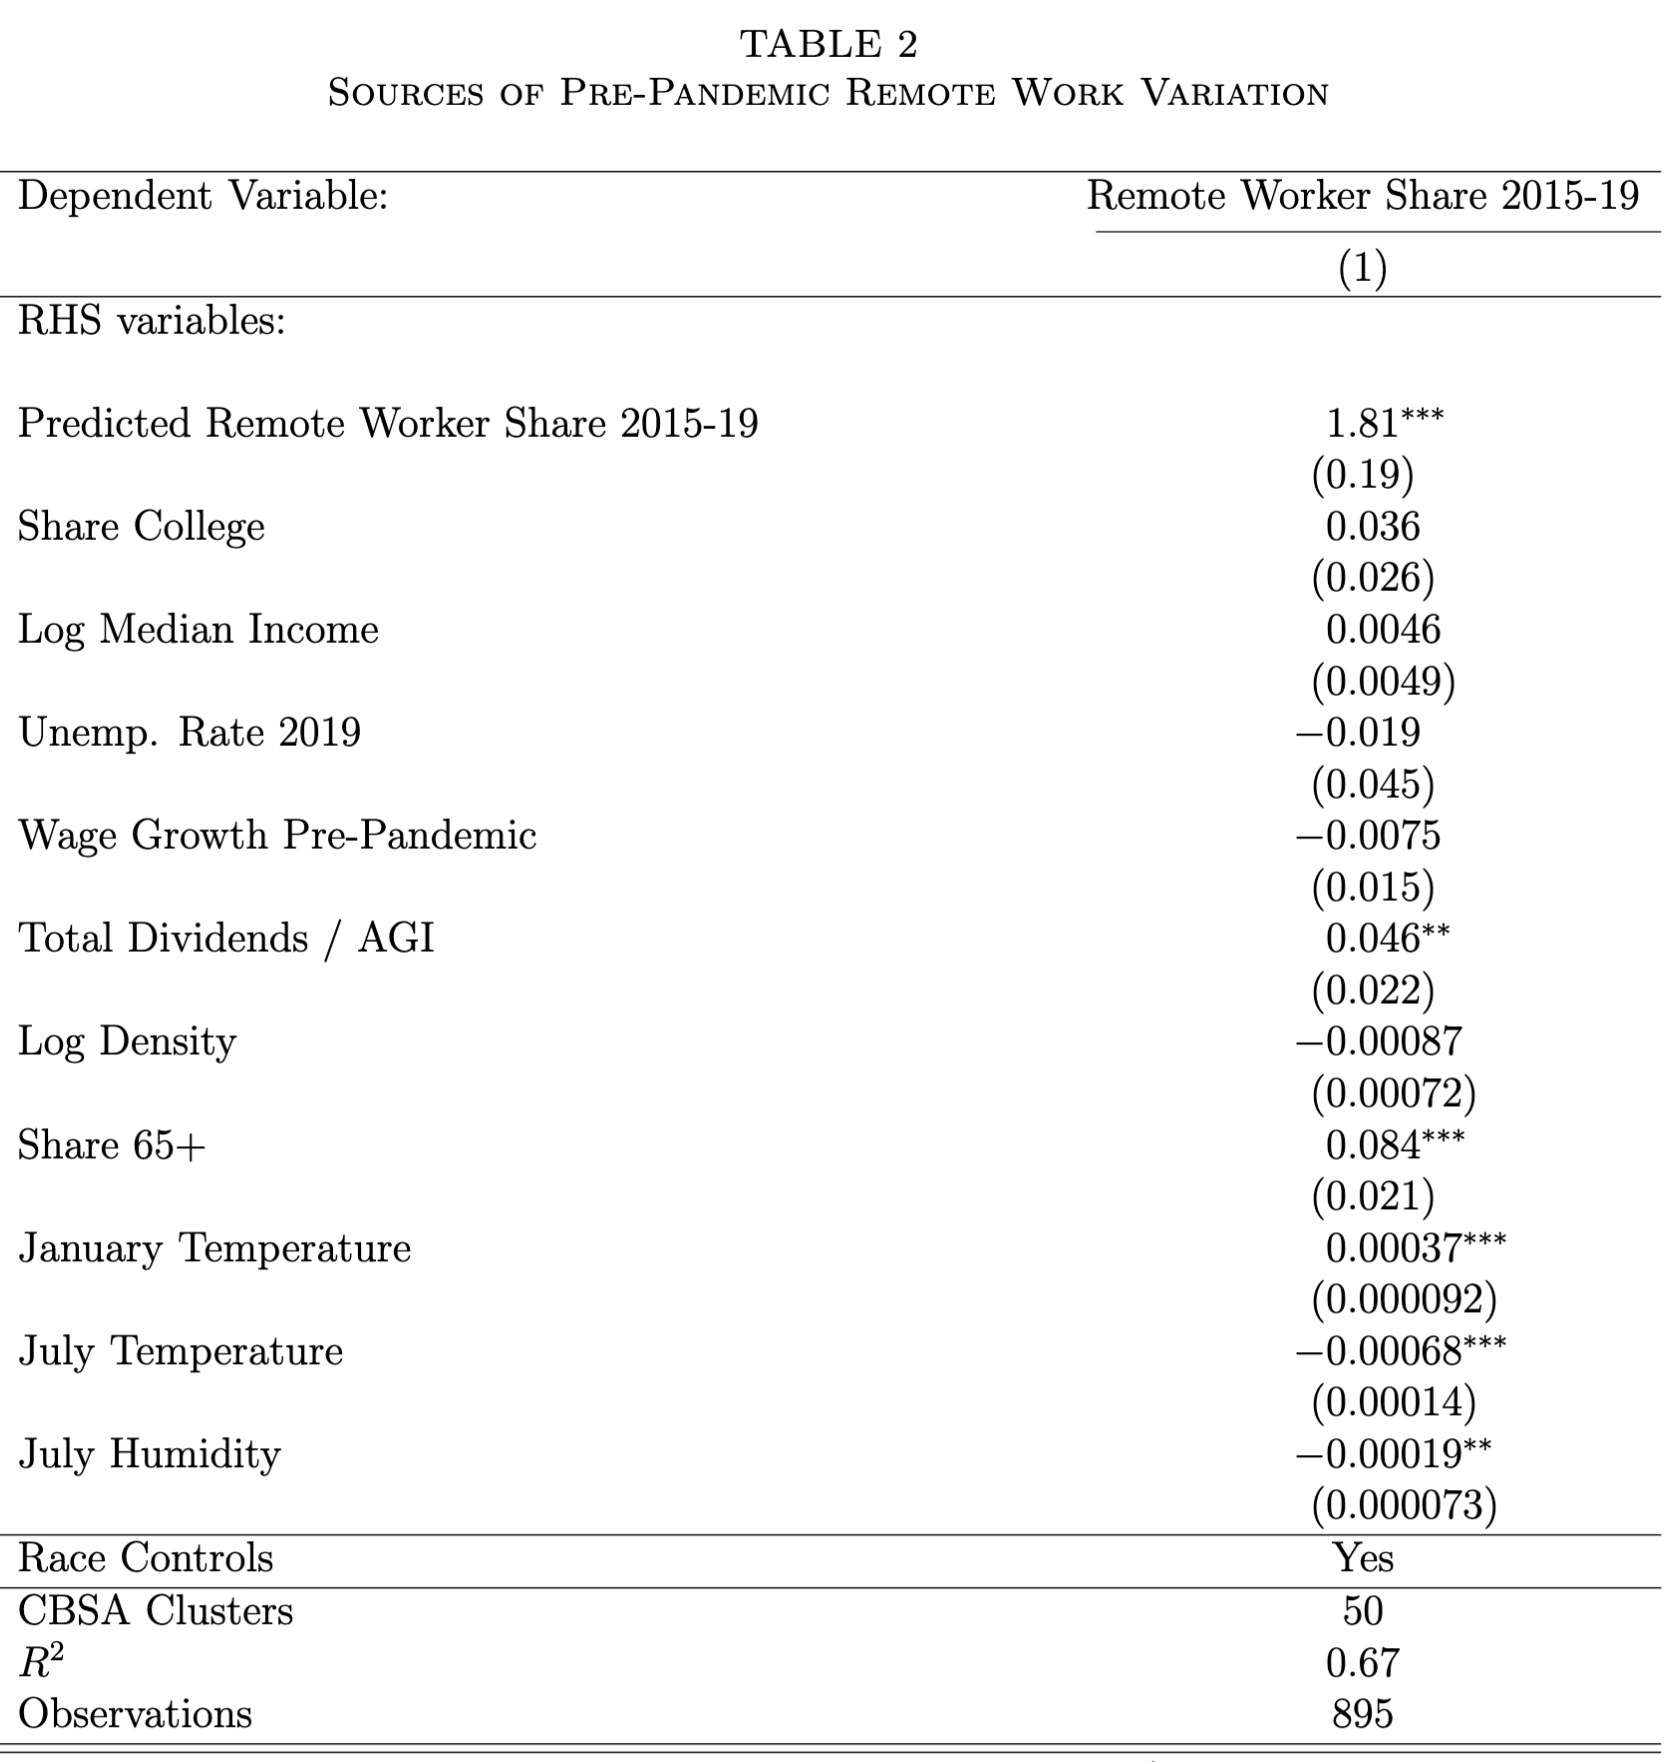 TABLE 2
Sources of Pre-Pandemic Remote Work Variation
Dependent Variable: Remote Worker Share 2015-19
(1)
RHS variables:
Predicted Remote Worker Share 2015-19 1.81***
(0.19)
Share College 0.036
(0.026)
Log Median Income 0.0046
(0.0049)
Unemp. Rate 2019 −0.019
(0.045)
Wage Growth Pre-Pandemic −0.0075
(0.015)
Total Dividends / AGI 0.046**
(0.022)
Log Density −0.00087
(0.00072)
Share 65+ 0.084***
(0.021)
January Temperature 0.00037***
(0.000092)
July Temperature −0.00068***
(0.00014)
July Humidity −0.00019**
(0.000073)
Race Controls Yes
CBSA Clusters 50
R² 0.67
Observations 895